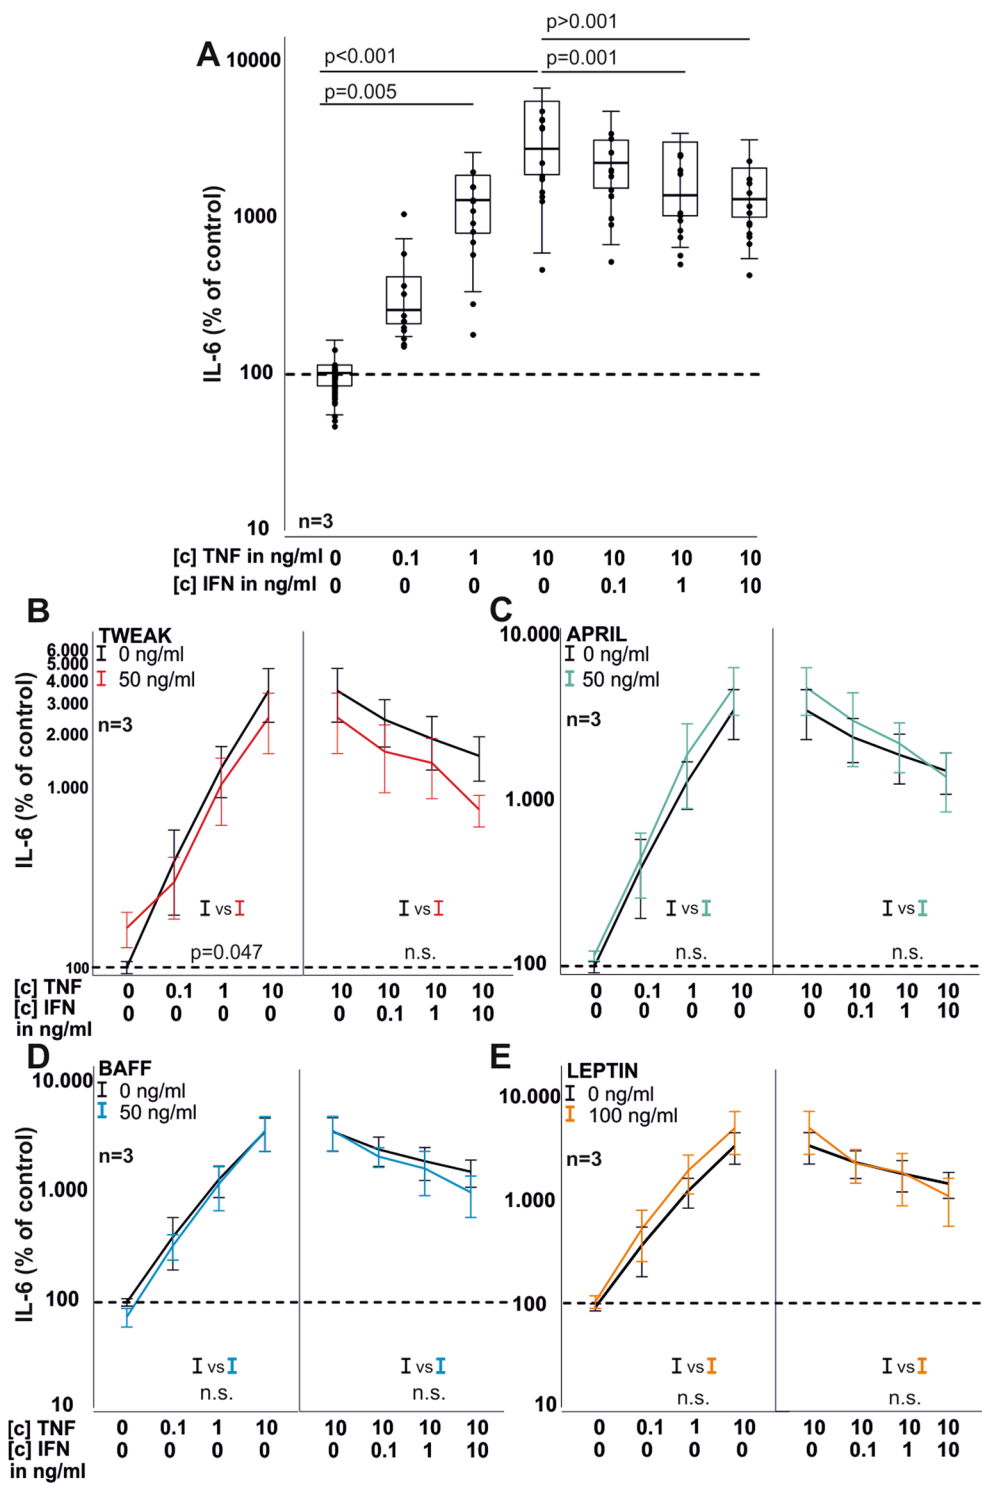 A
p>0.001
p<0.001
p=0.001
p=0.005
IL-6 (% of control)
10000
1000
100
10
n=3
[c] TNF in ng/ml 0 0.1 1 10 10 10 10
[c] IFN in ng/ml 0 0 0 0 0.1 1 10
B
TWEAK
0 ng/ml
50 ng/ml
n=3
IL-6 (% of control)
6.000
5.000
4.000
3.000
2.000
1.000
100
I vs I
p=0.047
I vs I
n.s.
[c] TNF 0 0.1 1 10 10 10 10 10
[c] IFN 0 0 0 0 0 0.1 1 10
in ng/ml
C
APRIL
0 ng/ml
50 ng/ml
n=3
10.000
1.000
100
I vs I
n.s.
I vs I
n.s.
0 0.1 1 10 10 10 10 10
0 0 0 0 0 0.1 1 10
D
BAFF
0 ng/ml
50 ng/ml
n=3
IL-6 (% of control)
10.000
1.000
100
10
I vs I
n.s.
I vs I
n.s.
[c] TNF 0 0.1 1 10 10 10 10 10
[c] IFN 0 0 0 0 0 0.1 1 10
in ng/ml
E
LEPTIN
0 ng/ml
100 ng/ml
n=3
10.000
1.000
100
10
I vs I
n.s.
I vs I
n.s.
0 0.1 1 10 10 10 10 10
0 0 0 0 0 0.1 1 10